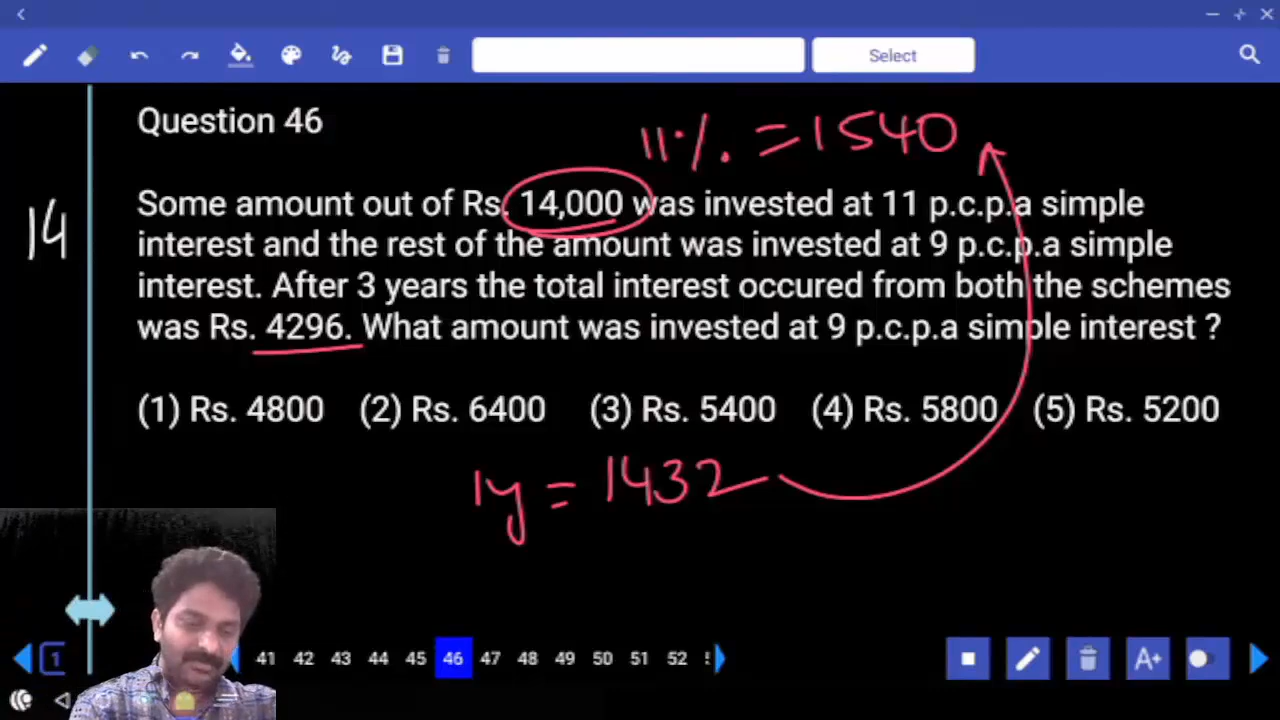 Select
Question 46
11% = 1540
14
Some amount out of Rs. 14,000 was invested at 11 p.c.p.a simple
interest and the rest of the amount was invested at 9 p.c.p.a simple
interest. After 3 years the total interest occured from both the schemes
was Rs. 4296. What amount was invested at 9 p.c.p.a simple interest ?
(1) Rs. 4800 (2) Rs. 6400 (3) Rs. 5400 (4) Rs. 5800 (5) Rs. 5200
1y = 1432
1 41 42 43 44 45 46 47 48 49 50 51 52 A+